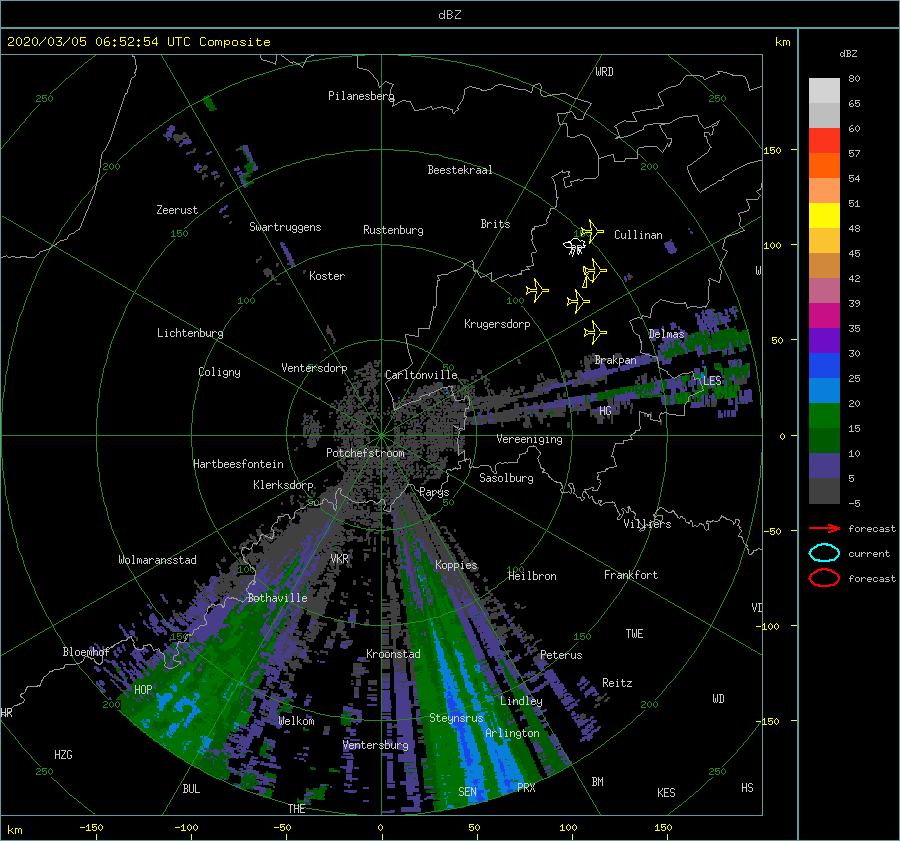 dBZ
2020/03/05 06:52:54 UTC Composite
km
dBZ
WRD
250
Pilanesberg
250
80
65
60
150
57
200
Beestekraal
200
54
51
Zeerust
Swartruggens
Rustenburg
Brits
150
Cullinan
48
100
45
W
Koster
42
100
100
39
Lichtenburg
Krugersdorp
Delmas
35
50
Coligny
Ventersdorp
Carltonville
50
Brakpan
LES
30
25
HG
20
0
Vereeniging
15
Potchefstroom
Hartbeesfontein
10
Klerksdorp
Parys
Sasolburg
5
50
50
-5
Villiers
-50
forecast
Wolmaransstad
VKR
Koppies
current
100
100
Heilbron
Frankfort
forecast
Bothaville
VI
-100
150
150
TWE
Bloemhof
Kroonstad
Peterus
HOP
Reitz
WD
200
Lindley
200
HR
Welkom
Steynsrus
-150
Arlington
HZG
Ventersburg
250
250
BUL
SEN
PRX
BM
KES
HS
THE
km
-150
-100
-50
0
50
100
150